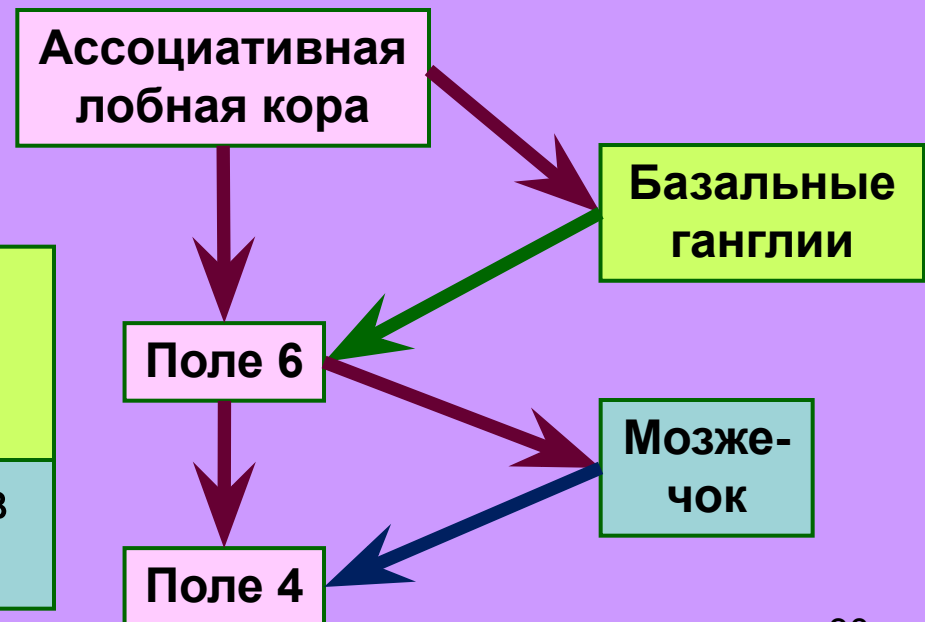 Ассоциативная
лобная кора
Базальные
ганглии
Поле 6
Мозже-
чок
Поле 4